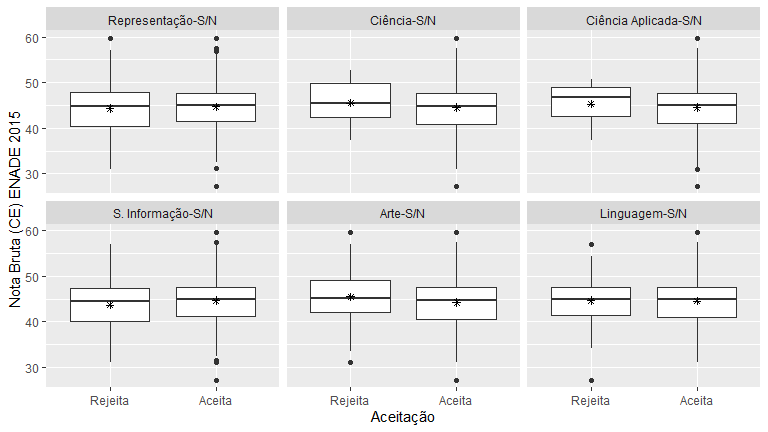 Representação-S/N Ciência-S/N Ciência Aplicada-S/N
60
50
40
30
S. Informação-S/N Arte-S/N Linguagem-S/N
60
50
40
30
Nota Bruta (CE) ENADE 2015
Rejeita Aceita Rejeita Aceita Rejeita Aceita
Aceitação